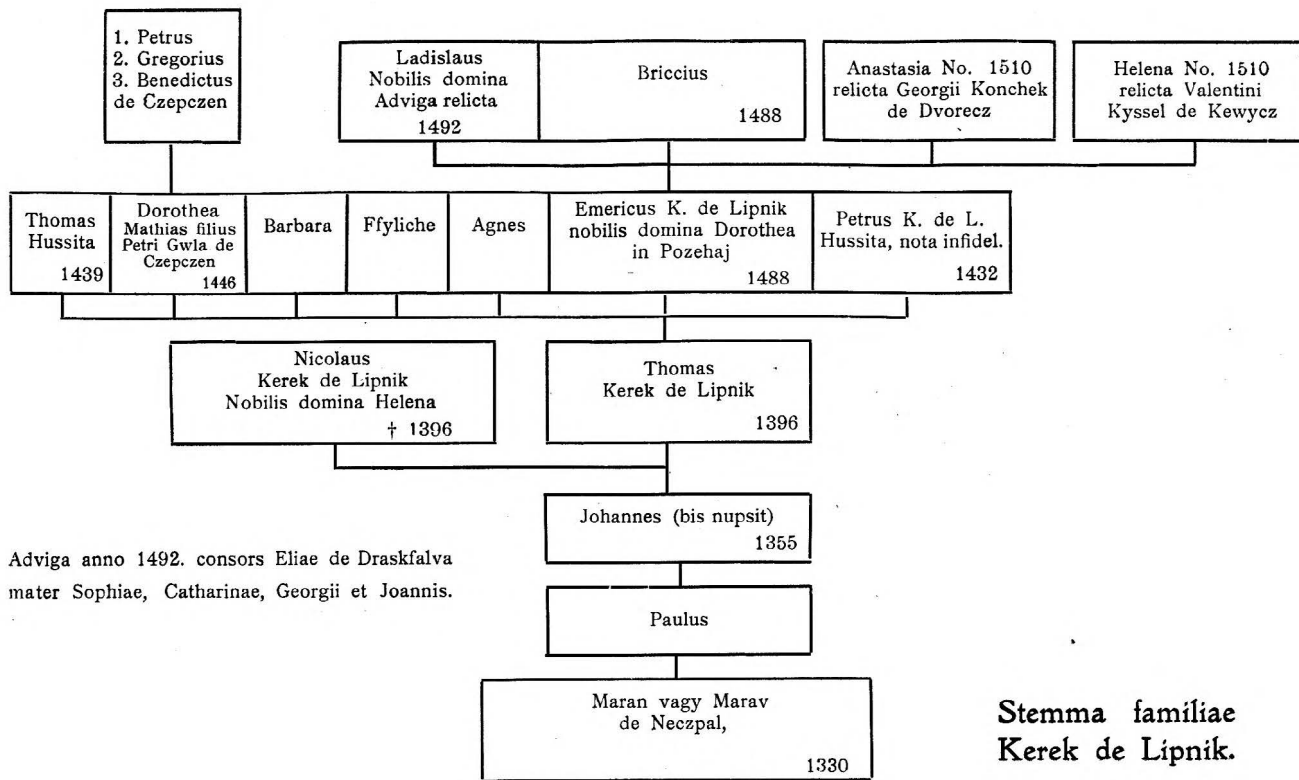 1. Petrus
2. Gregorius
3. Benedictus
de Czepczen
Ladislaus
Nobilis domina
Adviga relicta
1492
Briccius
1488
Anastasia No. 1510
relicta Georgii Konchek
de Dvorecz
Helena No. 1510
relicta Valentini
Kyssel de Kewycz
Thomas
Hussita
1439
Dorothea
Mathias filius
Petri Gwla de
Czepczen
1446
Barbara
Ffyliche
Agnes
Emericus K. de Lipnik
nobilis domina Dorothea
in Pozehaj
1488
Petrus K. de L.
Hussita, nota infidel.
1432
Nicolaus
Kerek de Lipnik
Nobilis domina Helena
† 1396
Thomas
Kerek de Lipnik
1396
Johannes (bis nupsit)
1355
Adviga anno 1492. consors Eliae de Draskfalva
mater Sophiae, Catharinae, Georgii et Joannis.
Paulus
Maran vagy Marav
de Neczpal,
1330
Stemma familiae
Kerek de Lipnik.